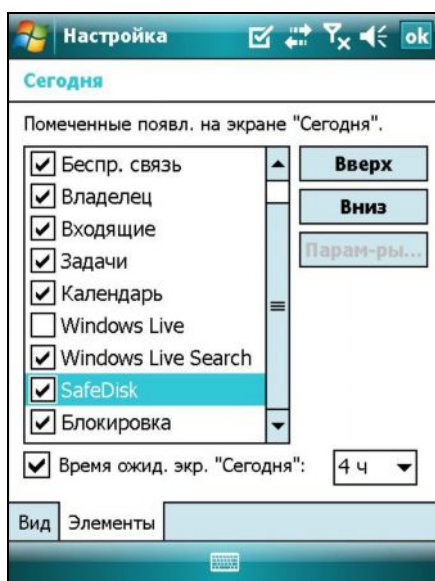 Настройка
ok
Сегодня
Помеченные появл. на экране "Сегодня".
Беспр. связь
Владелец
Входящие
Задачи
Календарь
Windows Live
Windows Live Search
SafeDisk
Блокировка
Вверх
Вниз
Парам-ры...
Время ожид. экр. "Сегодня":
4 ч
Вид
Элементы